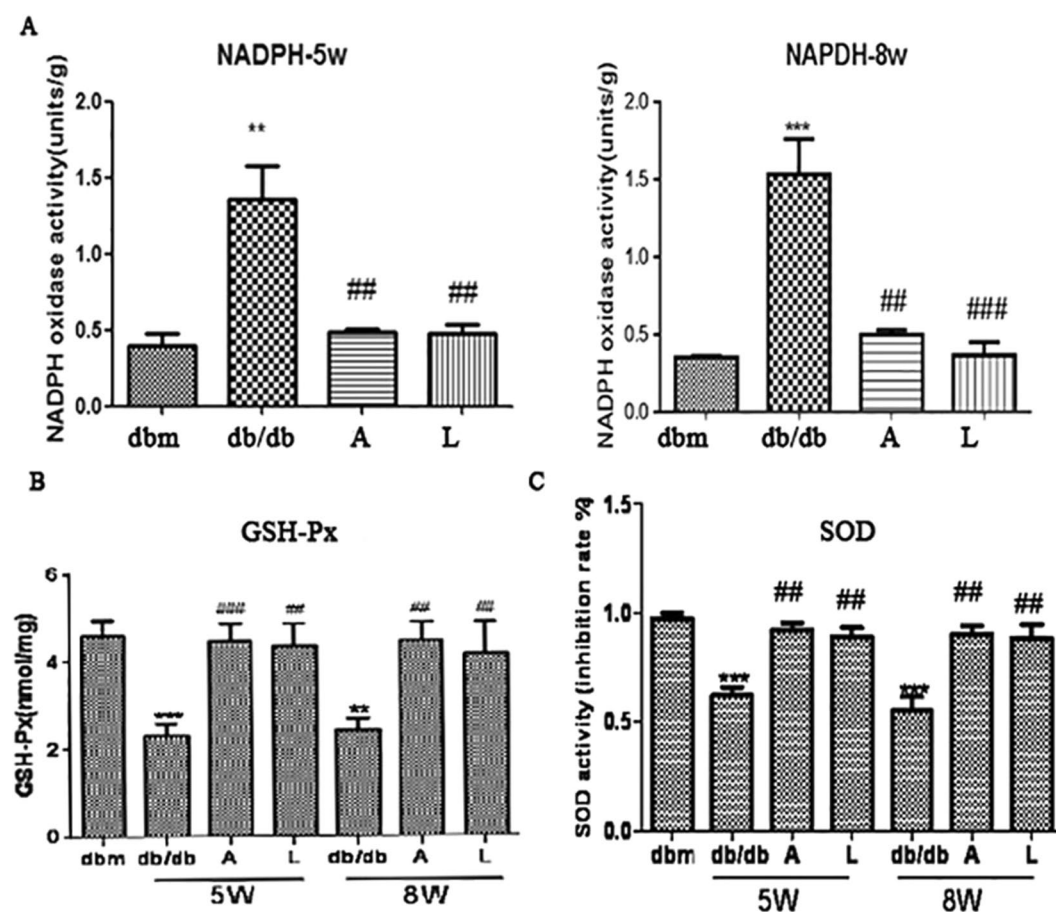 A
NADPH-5w
NADPH oxidase activity(units/g)
2.0
1.5
1.0
0.5
0.0
**
##
##
dbm
db/db
A
L
NAPDH-8w
NADPH oxidase activity(units/g)
2.0
1.5
1.0
0.5
0.0
***
##
###
dbm
db/db
A
L
B
GSH-Px
GSH-Px(nmol/mg)
6
4
2
0
***
###
##
**
##
##
dbm
db/db
A
L
db/db
A
L
5W
8W
C
SOD
SOD activity (inhibition rate %)
1.0
0.5
0.0
***
##
##
***
##
##
dbm
db/db
A
L
db/db
A
L
5W
8W